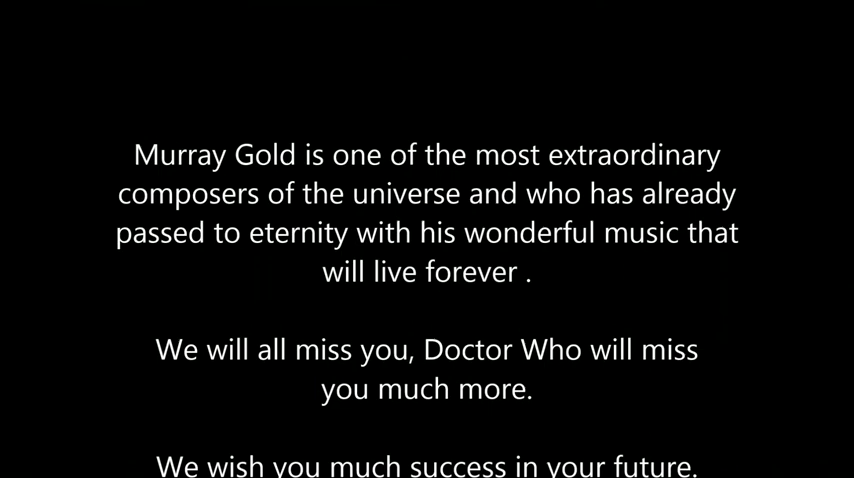 Murray Gold is one of the most extraordinary
composers of the universe and who has already
passed to eternity with his wonderful music that
will live forever .
We will all miss you, Doctor Who will miss
you much more.
We wish you much success in your future.